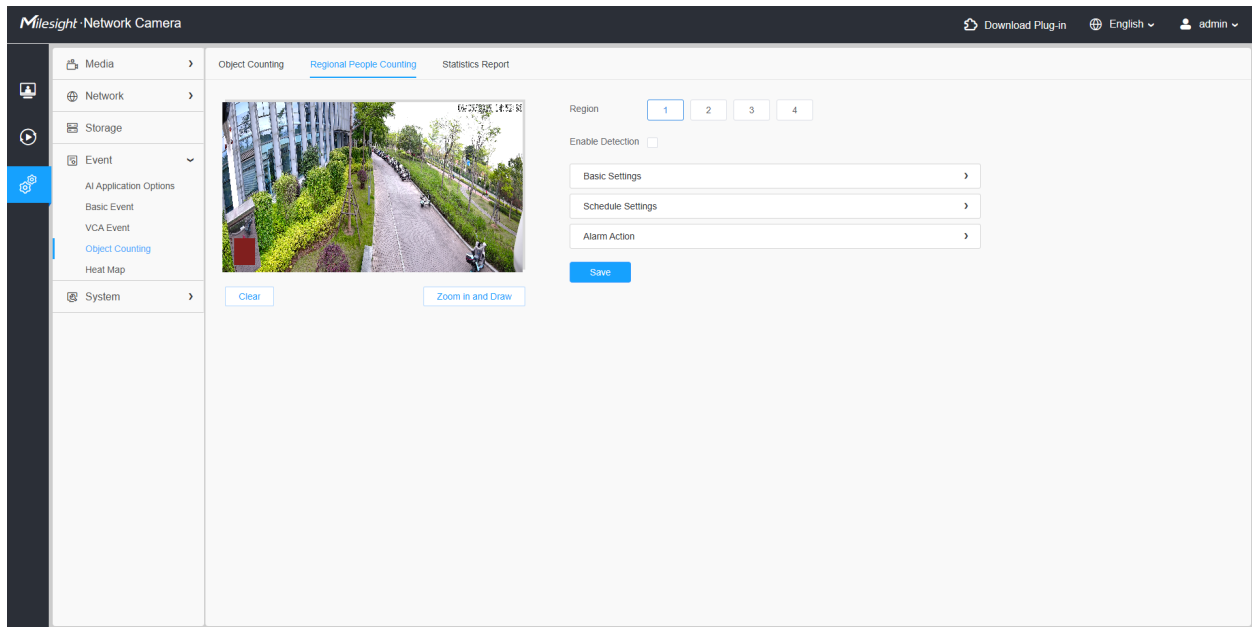 Milesight · Network Camera
Download Plug-in
English
admin
Media
Network
Storage
Event
AI Application Options
Basic Event
VCA Event
Object Counting
Heat Map
System
Object Counting
Regional People Counting
Statistics Report
Clear
Zoom in and Draw
Region
1
2
3
4
Enable Detection
Basic Settings
Schedule Settings
Alarm Action
Save